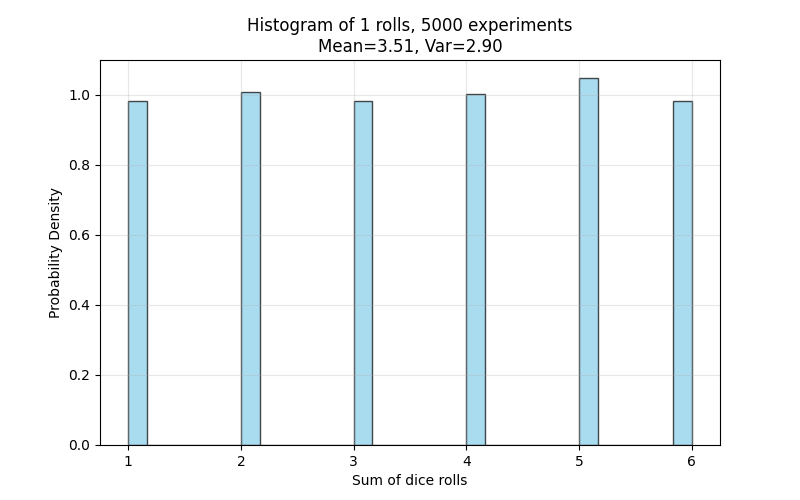 Histogram of 1 rolls, 5000 experiments
Mean=3.51, Var=2.90
Probability Density
1.0
0.8
0.6
0.4
0.2
0.0
1 2 3 4 5 6
Sum of dice rolls